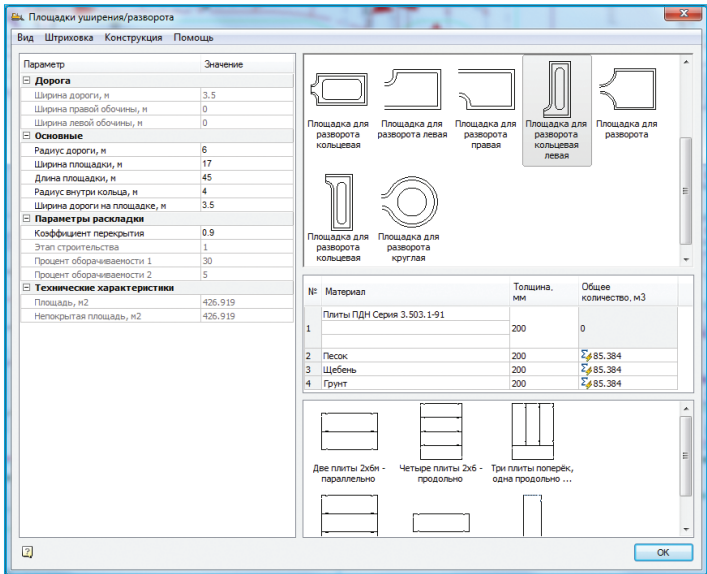 Площадки уширения/разворота
Вид Штриховка Конструкция Помощь
Параметр Значение
Дорога
Ширина дороги, м 3.5
Ширина правой обочины, м 0
Ширина левой обочины, м 0
Основные
Радиус дороги, м 6
Ширина площадки, м 17
Длина площадки, м 45
Радиус внутри кольца, м 4
Ширина дороги на площадке, м 3.5
Параметры раскладки
Коэффициент перекрытия 0.9
Этап строительства 1
Процент оборачиваемости 1 30
Процент оборачиваемости 2 5
Технические характеристики
Площадь, м2 426.919
Непокрытая площадь, м2 426.919
Площадка для разворота кольцевая
Площадка для разворота левая
Площадка для разворота правая
Площадка для разворота кольцевая левая
Площадка для разворота
Площадка для разворота кольцевая
Площадка для разворота круглая
№ Материал Толщина, мм Общее количество, м3
1 Плиты ПДН Серия 3.503.1-91 200 0
2 Песок 200 85.384
3 Щебень 200 85.384
4 Грунт 200 85.384
Две плиты 2х6м - параллельно
Четыре плиты 2х6 - продольно
Три плиты поперёк, одна продольно ...
OK